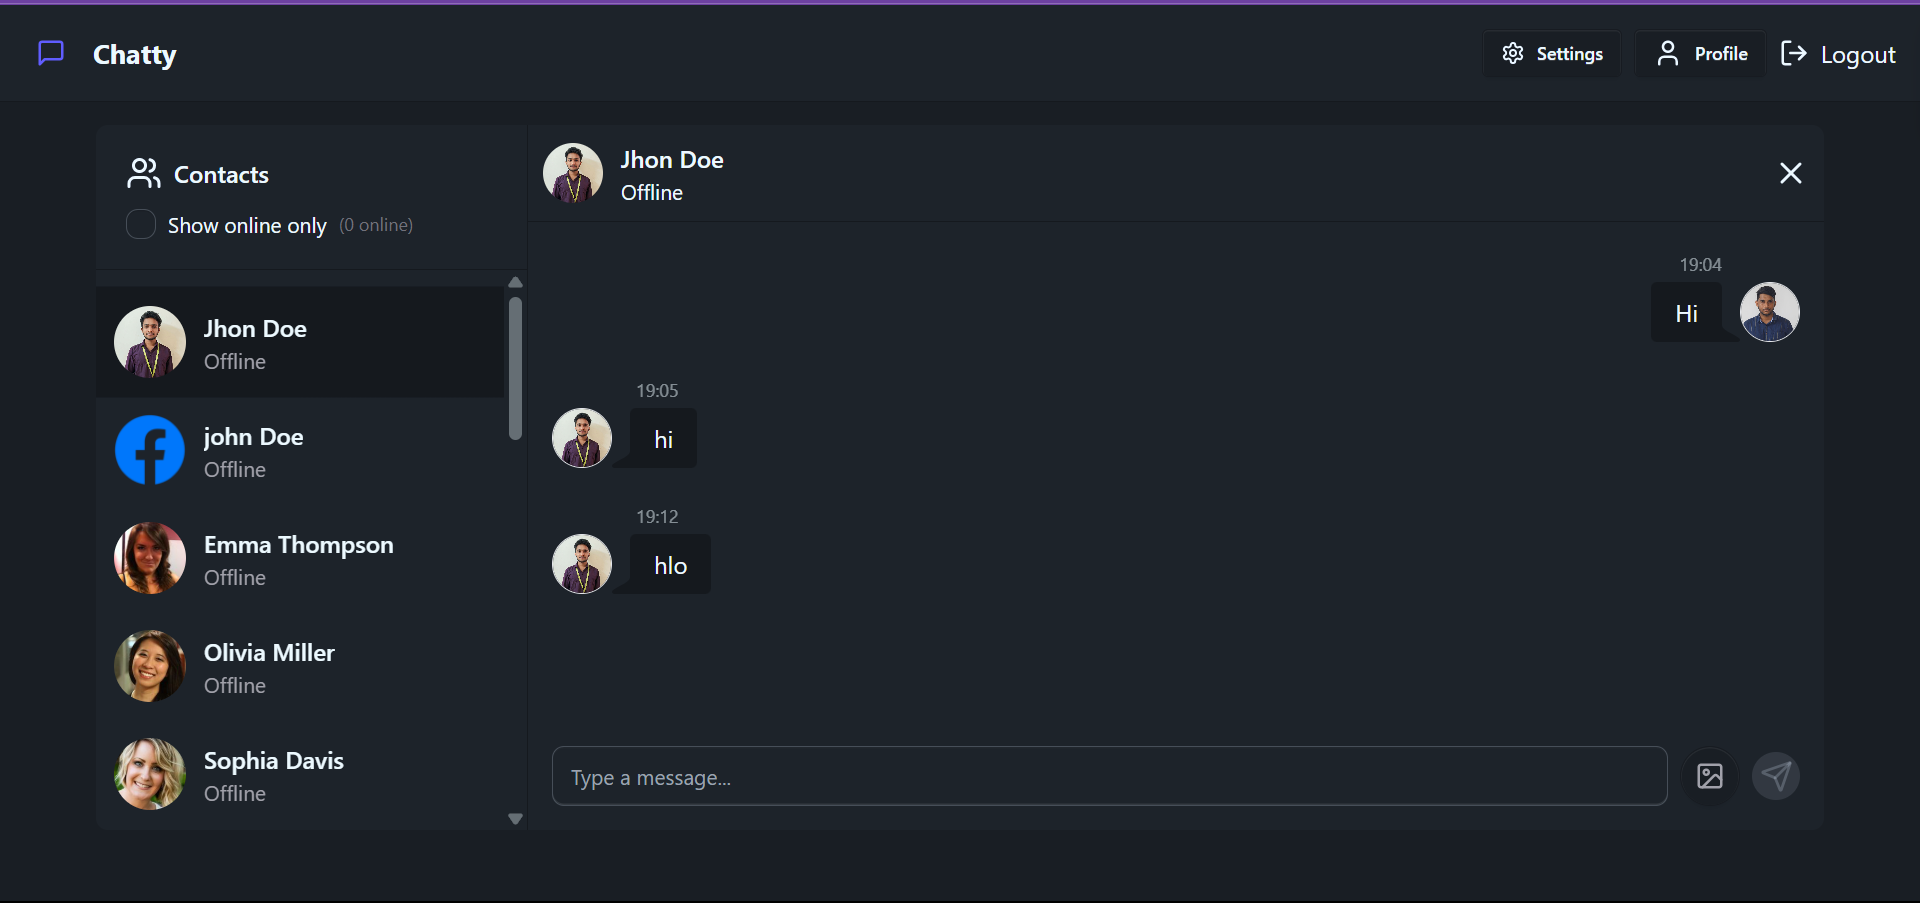 Chatty
Settings
Profile
Logout
Contacts
Show online only (0 online)
Jhon Doe
Offline
john Doe
Offline
Emma Thompson
Offline
Olivia Miller
Offline
Sophia Davis
Offline
Jhon Doe
Offline
19:04
Hi
19:05
hi
19:12
hlo
Type a message...